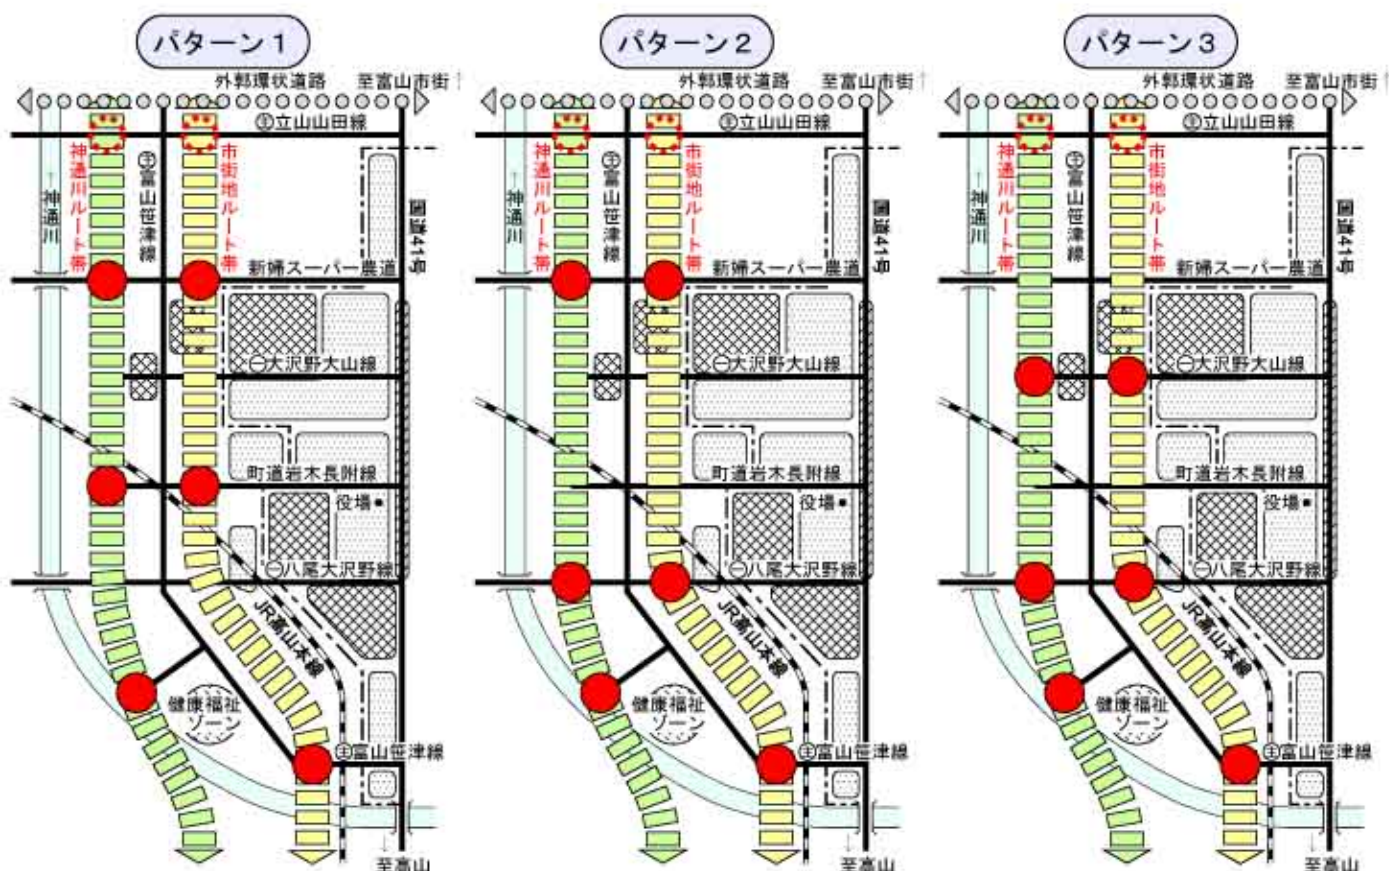 パターン1
外郭環状道路
至富山市街↑
㊤立山山田線
神通川ルート帯
㊤富山笹津線
市街地ルート帯
←神通川
国道41号
新婦スーパー農道
㊀大沢野大山線
町道岩木長附線
役場
㊀八尾大沢野線
JR高山本線
健康福祉
ゾーン
㊤富山笹津線
↓
至高山
パターン2
外郭環状道路
至富山市街↑
㊤立山山田線
神通川ルート帯
㊤富山笹津線
市街地ルート帯
←神通川
国道41号
新婦スーパー農道
㊀大沢野大山線
町道岩木長附線
役場
㊀八尾大沢野線
JR高山本線
健康福祉
ゾーン
㊤富山笹津線
↓
至高山
パターン3
外郭環状道路
至富山市街↑
㊤立山山田線
神通川ルート帯
㊤富山笹津線
市街地ルート帯
←神通川
国道41号
新婦スーパー農道
㊀大沢野大山線
町道岩木長附線
役場
㊀八尾大沢野線
JR高山本線
健康福祉
ゾーン
㊤富山笹津線
↓
至高山